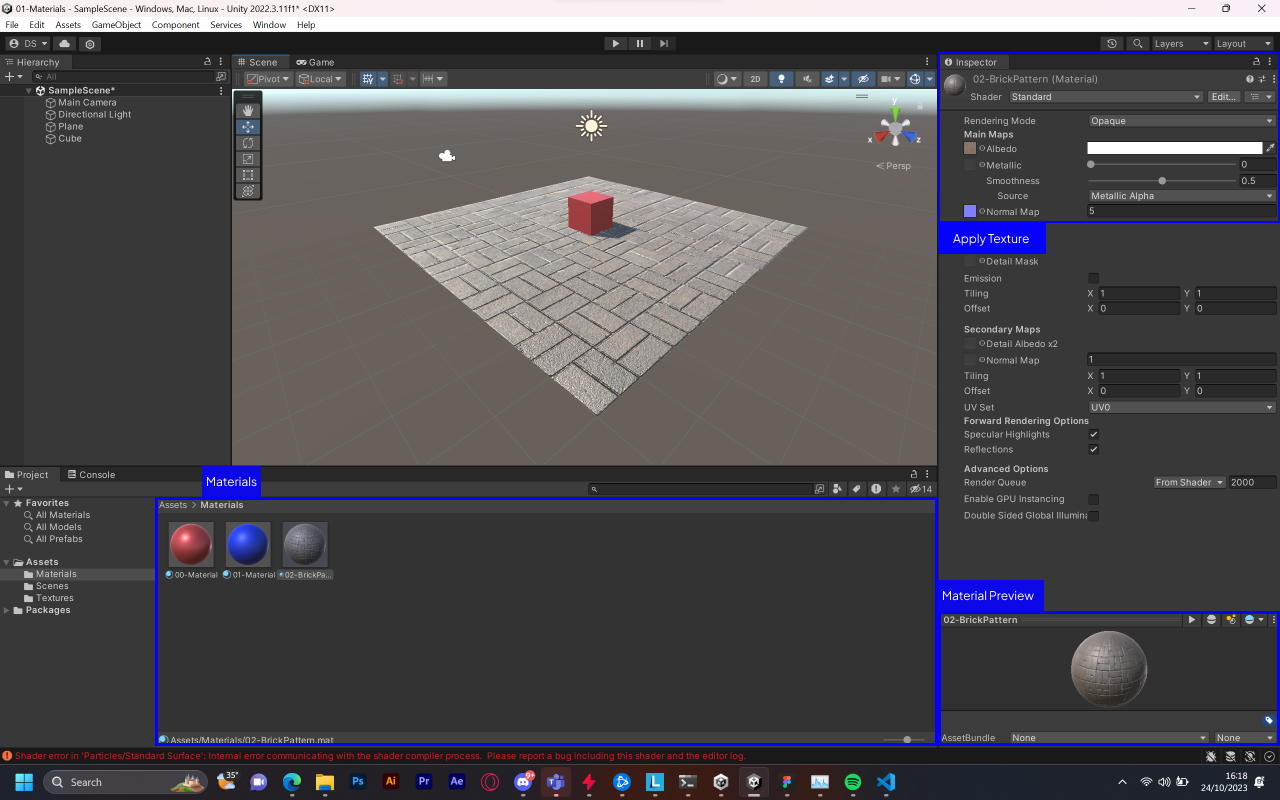 01-Materials - SampleScene - Windows, Mac, Linux - Unity 2022.3.11f1* <DX11>
File Edit Assets GameObject Component Services Window Help
DS
Layers Layout
Hierarchy
All
SampleScene*
Main Camera
Directional Light
Plane
Cube
Scene Game
Pivot Local
2D
y
x z
Persp
Inspector
02-BrickPattern (Material)
Shader Standard Edit...
Rendering Mode Opaque
Main Maps
Albedo
Metallic 0
Smoothness 0.5
Source Metallic Alpha
Normal Map 5
Apply Texture
Detail Mask
Emission
Tiling X 1 Y 1
Offset X 0 Y 0
Secondary Maps
Detail Albedo x2
Normal Map 1
Tiling X 1 Y 1
Offset X 0 Y 0
UV Set UV0
Forward Rendering Options
Specular Highlights
Reflections
Advanced Options
Render Queue From Shader 2000
Enable GPU Instancing
Double Sided Global Illumina
Project Console
Materials
14
Favorites
All Materials
All Models
All Prefabs
Assets
Materials
Scenes
Textures
Packages
Assets > Materials
00-Material 01-Material 02-BrickPa...
Assets/Materials/02-BrickPattern.mat
Material Preview
02-BrickPattern
AssetBundle None None
Shader error in 'Particles/Standard Surface': Internal error communicating with the shader compiler process. Please report a bug including this shader and the editor log.
Search
35°
Ps Ai Pr Ae
9+
L
16:18
24/10/2023